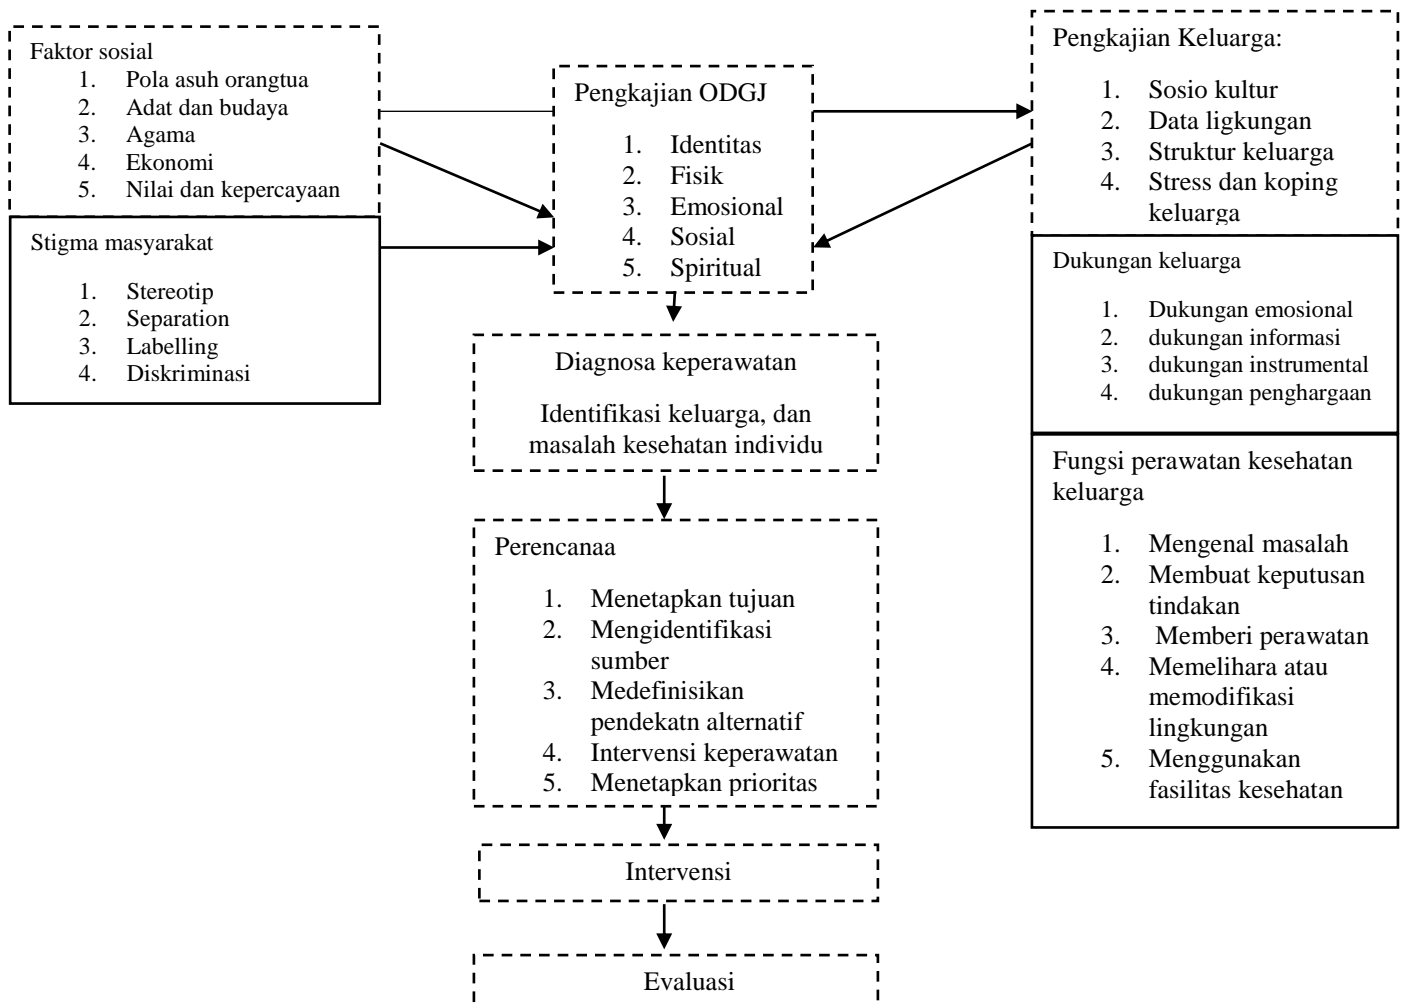 Faktor sosial
1. Pola asuh orangtua
2. Adat dan budaya
3. Agama
4. Ekonomi
5. Nilai dan kepercayaan
Stigma masyarakat
1. Stereotip
2. Separation
3. Labelling
4. Diskriminasi
Pengkajian ODGJ
1. Identitas
2. Fisik
3. Emosional
4. Sosial
5. Spiritual
Diagnosa keperawatan
Identifikasi keluarga, dan
masalah kesehatan individu
Perencanaa
1. Menetapkan tujuan
2. Mengidentifikasi
sumber
3. Medefinisikan
pendekatn alternatif
4. Intervensi keperawatan
5. Menetapkan prioritas
Intervensi
Evaluasi
Pengkajian Keluarga:
1. Sosio kultur
2. Data ligkungan
3. Struktur keluarga
4. Stress dan koping
keluarga
Dukungan keluarga
1. Dukungan emosional
2. dukungan informasi
3. dukungan instrumental
4. dukungan penghargaan
Fungsi perawatan kesehatan
keluarga
1. Mengenal masalah
2. Membuat keputusan
tindakan
3. Memberi perawatan
4. Memelihara atau
memodifikasi
lingkungan
5. Menggunakan
fasilitas kesehatan